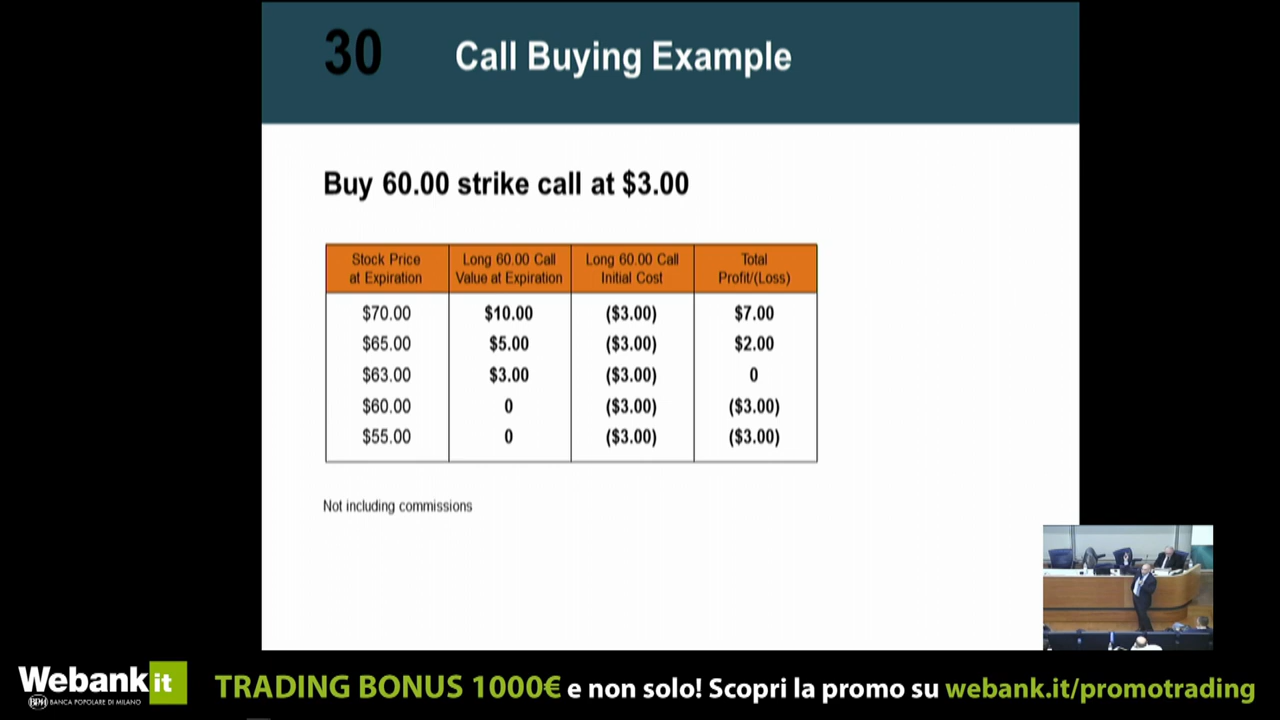 30 Call Buying Example
Buy 60.00 strike call at $3.00
Stock Price at Expiration | Long 60.00 Call Value at Expiration | Long 60.00 Call Initial Cost | Total Profit/(Loss)
$70.00 $10.00 ($3.00) $7.00
$65.00 $5.00 ($3.00) $2.00
$63.00 $3.00 ($3.00) 0
$60.00 0 ($3.00) ($3.00)
$55.00 0 ($3.00) ($3.00)
Not including commissions
Webank it
BPM BANCA POPOLARE DI MILANO
TRADING BONUS 1000€ e non solo! Scopri la promo su webank.it/promotrading